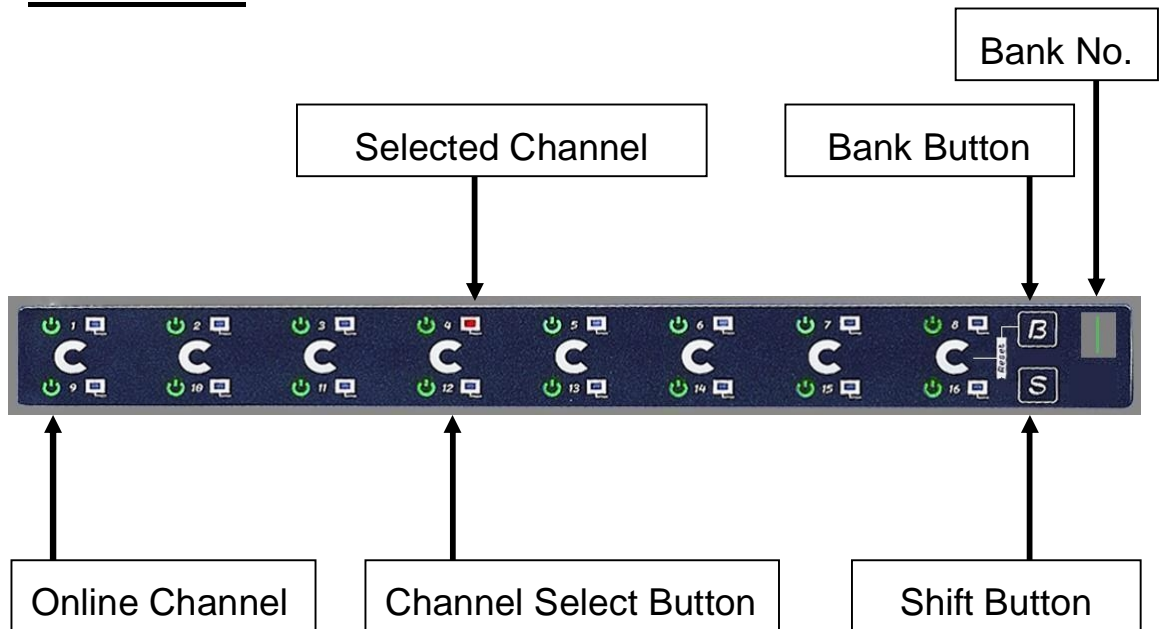 Bank No.
Selected Channel
Bank Button
1 2 3 4 5 6 7 8
B
C C C C C C C C
Reset
9 10 11 12 13 14 15 16
S
Online Channel
Channel Select Button
Shift Button